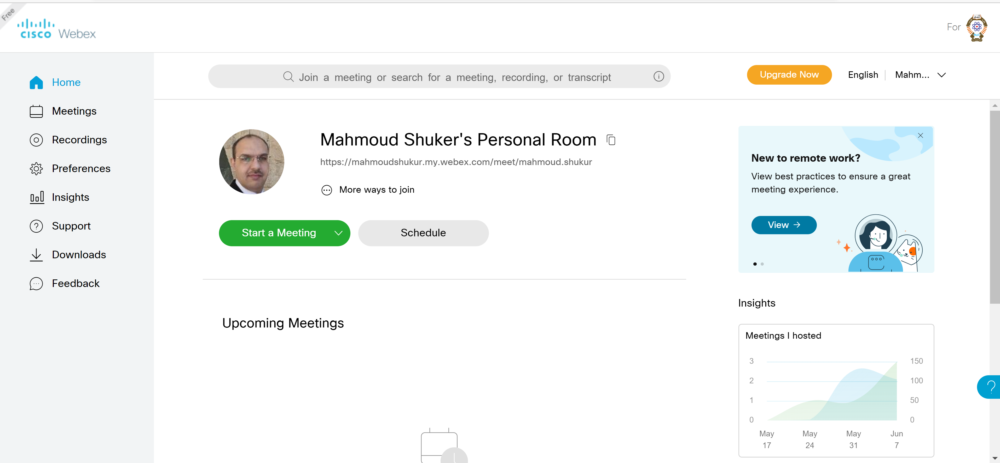 Free
CISCO Webex
For
Home
Meetings
Recordings
Preferences
Insights
Support
Downloads
Feedback
Join a meeting or search for a meeting, recording, or transcript
Upgrade Now
English
Mahm...
Mahmoud Shuker's Personal Room
https://mahmoudshukur.my.webex.com/meet/mahmoud.shukur
More ways to join
Start a Meeting
Schedule
Upcoming Meetings
New to remote work?
View best practices to ensure a great
meeting experience.
View →
Insights
Meetings I hosted
3 150
2 100
1 50
0 0
May May May Jun
17 24 31 7
?